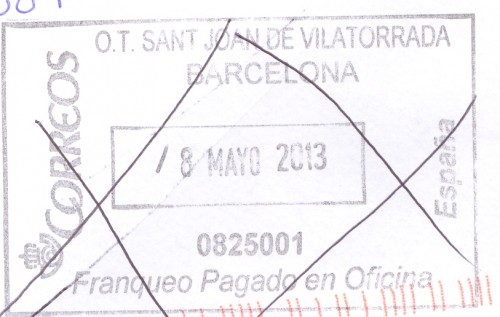 O.T. SANT JOAN DE VILATORRADA
BARCELONA
CORREOS
8 MAYO 2013
España
0825001
Franqueo Pagado en Oficina